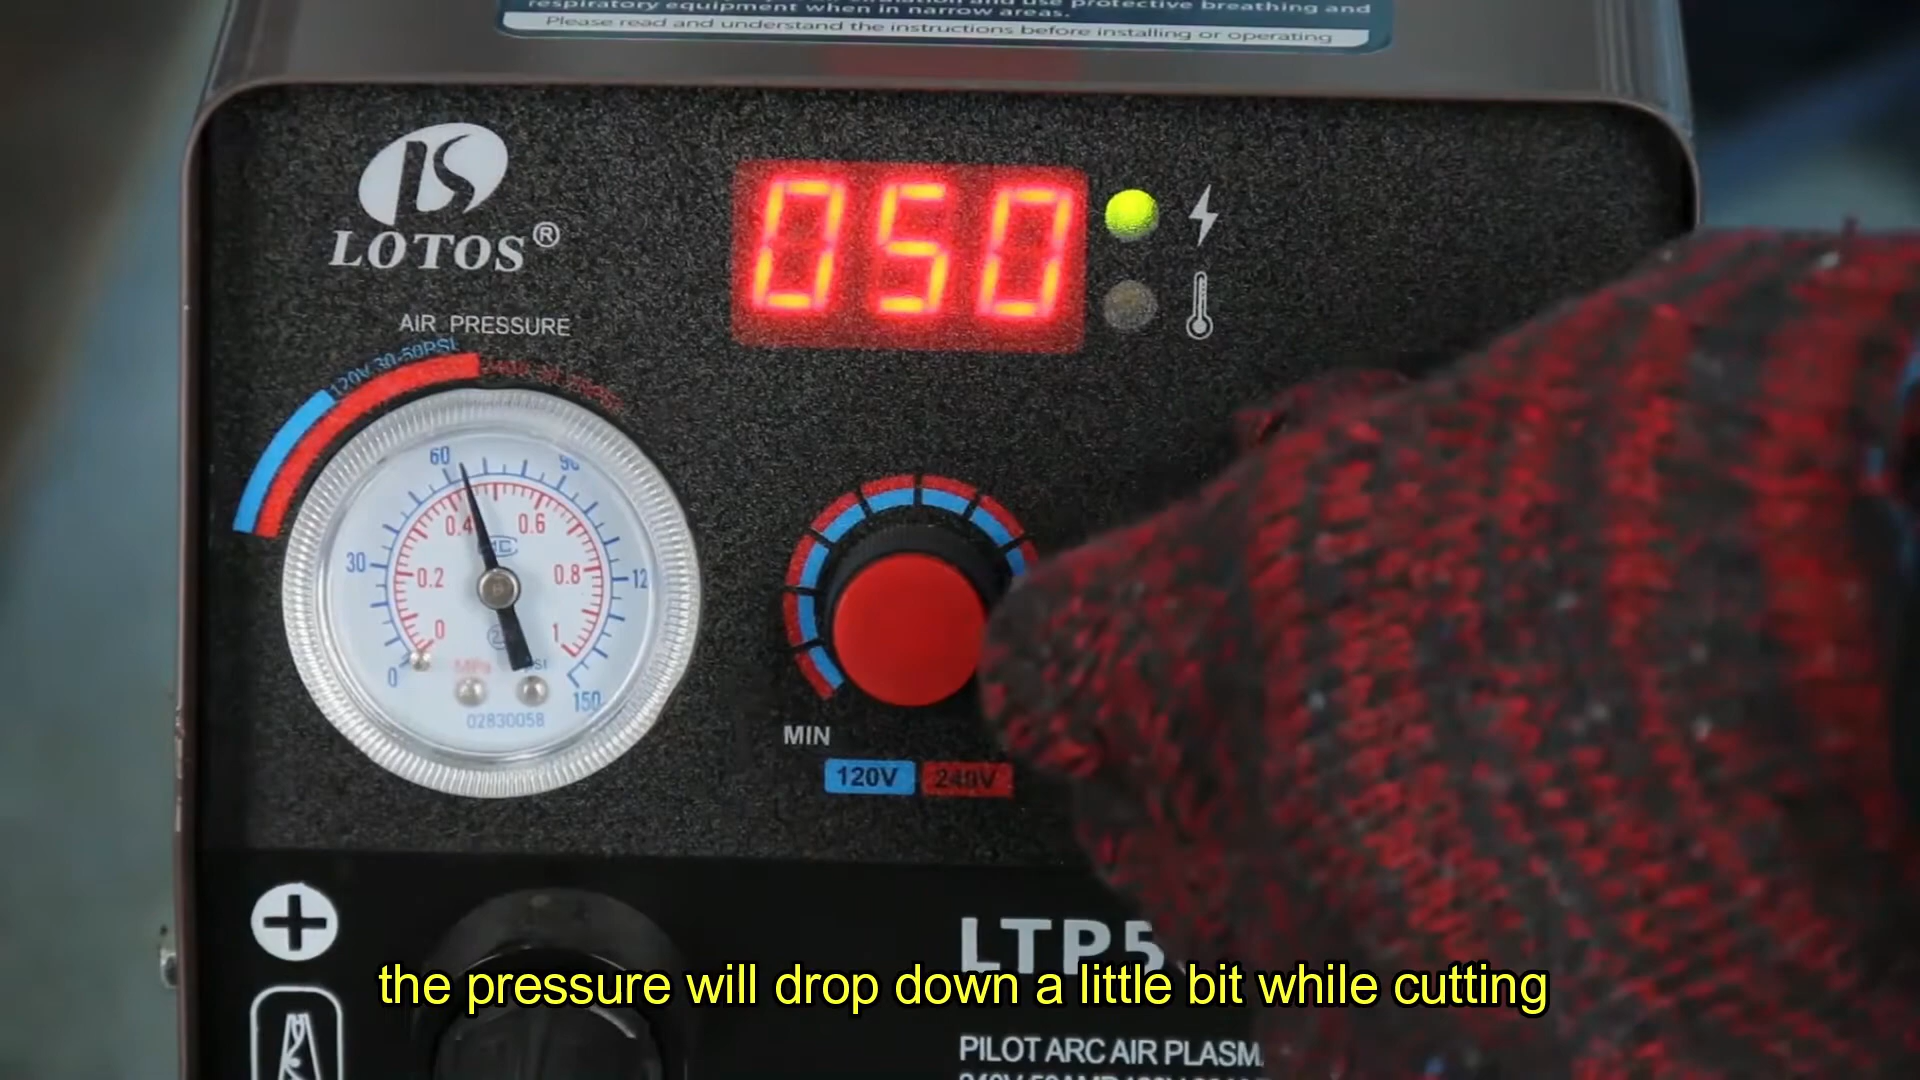 respiratory equipment when in narrow areas.
Please read and understand the instructions before installing or operating
LOTOS®
050
AIR PRESSURE
120V 30-50PSI
0
30
60
90
12
150
0
0.2
0.4
0.6
0.8
1
MPa
02830058
MIN
120V 240V
LTP5
the pressure will drop down a little bit while cutting
PILOT ARC AIR PLASM